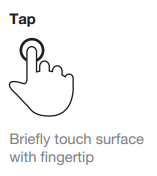 Tap
Briefly touch surface
with fingertip